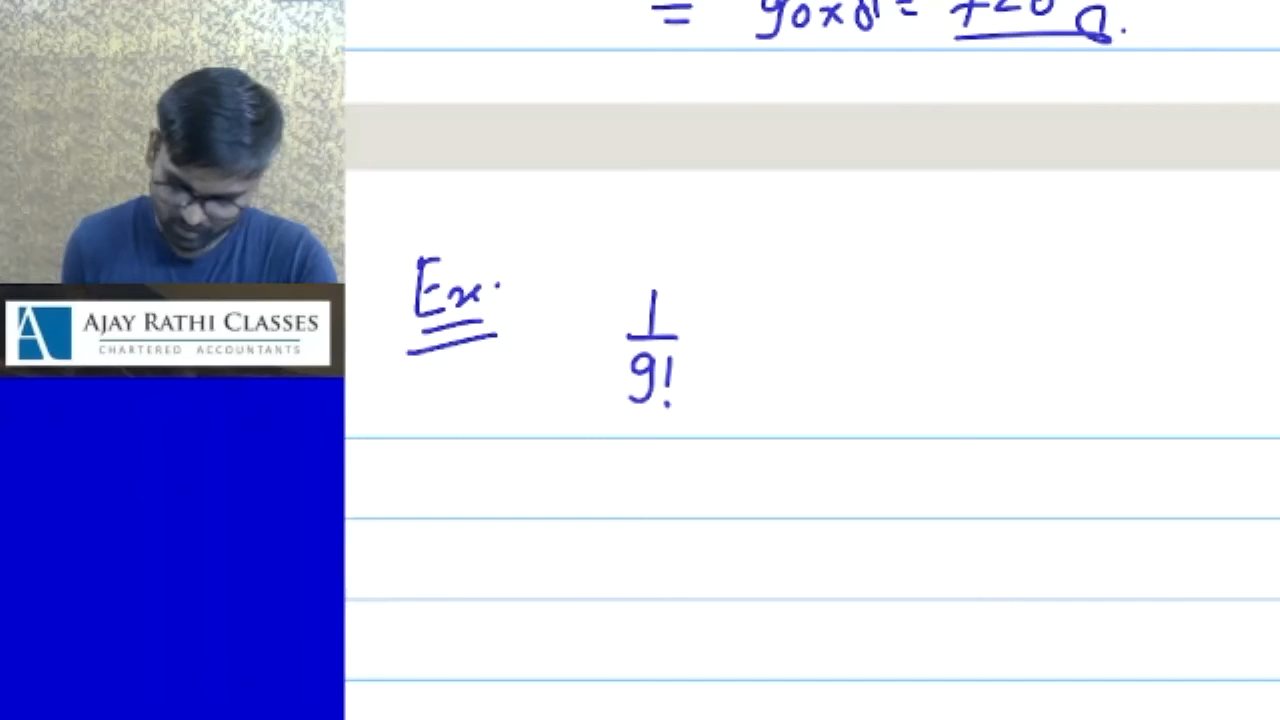 = 90×8 = 720
AJAY RATHI CLASSES
CHARTERED ACCOUNTANTS
Ex.
1
9!